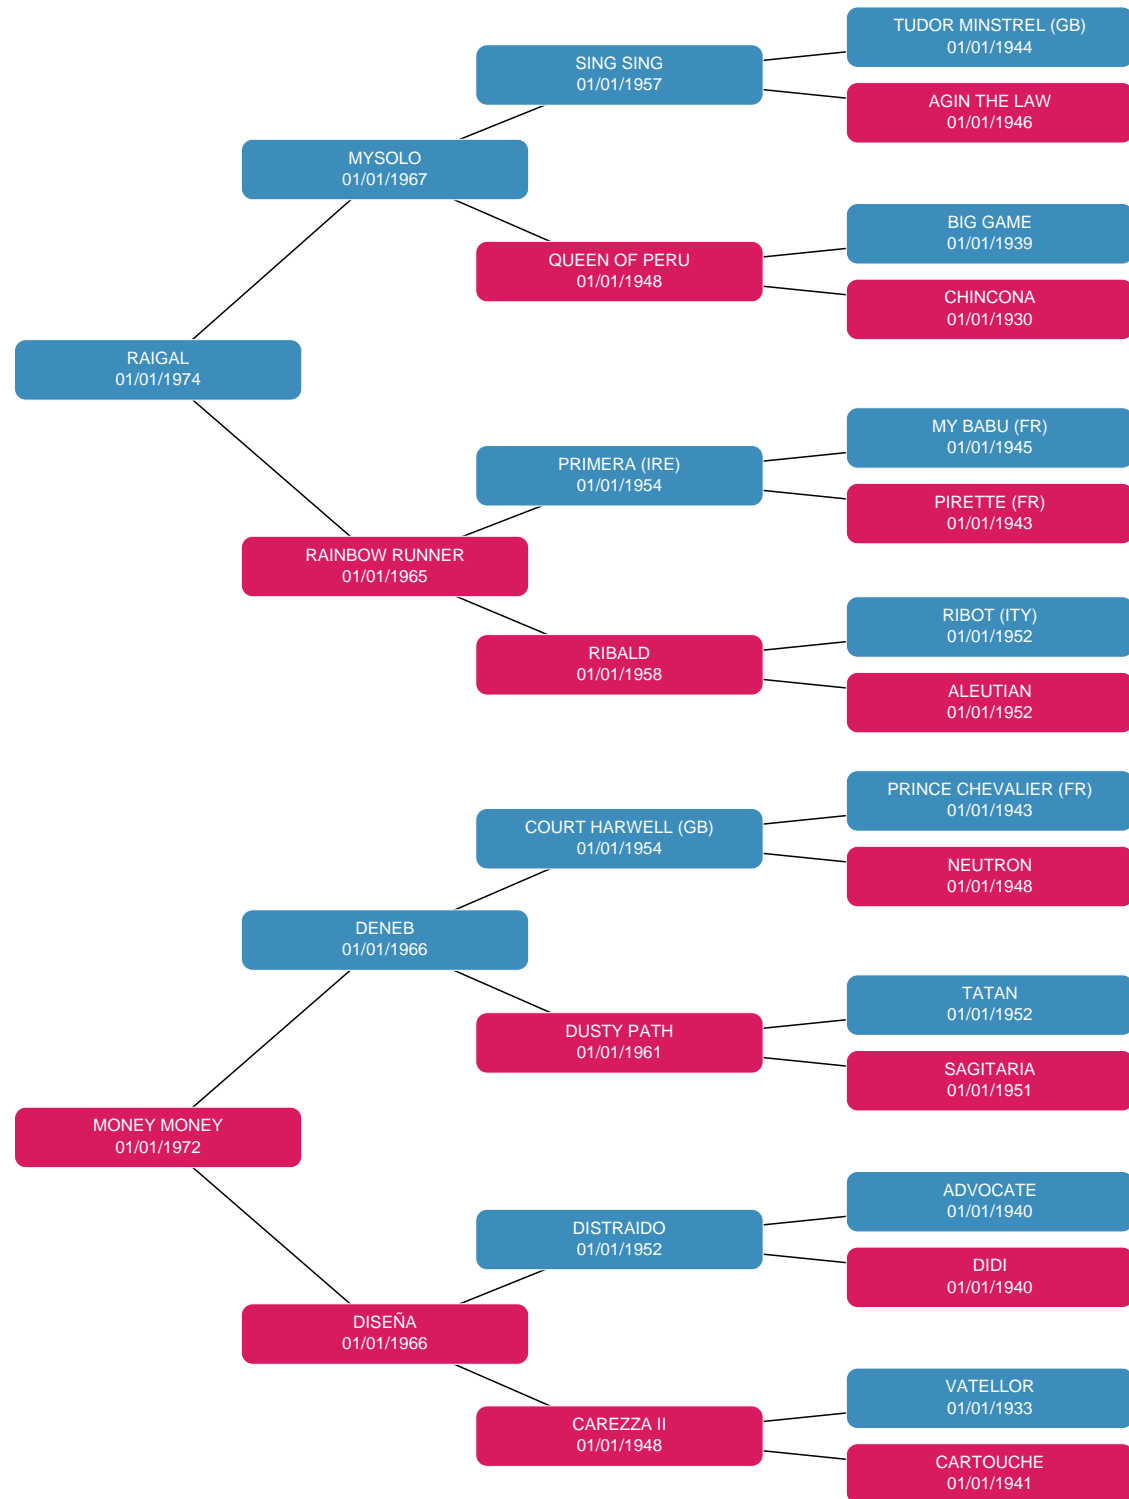 TUDOR MINSTREL (GB)
01/01/1944
SING SING
01/01/1957
AGIN THE LAW
01/01/1946
MYSOLO
01/01/1967
BIG GAME
01/01/1939
QUEEN OF PERU
01/01/1948
CHINCONA
01/01/1930
RAIGAL
01/01/1974
MY BABU (FR)
01/01/1945
PRIMERA (IRE)
01/01/1954
PIRETTE (FR)
01/01/1943
RAINBOW RUNNER
01/01/1965
RIBOT (ITY)
01/01/1952
RIBALD
01/01/1958
ALEUTIAN
01/01/1952
PRINCE CHEVALIER (FR)
01/01/1943
COURT HARWELL (GB)
01/01/1954
NEUTRON
01/01/1948
DENEB
01/01/1966
TATAN
01/01/1952
DUSTY PATH
01/01/1961
SAGITARIA
01/01/1951
MONEY MONEY
01/01/1972
ADVOCATE
01/01/1940
DISTRAIDO
01/01/1952
DIDI
01/01/1940
DISEÑA
01/01/1966
VATELLOR
01/01/1933
CAREZZA II
01/01/1948
CARTOUCHE
01/01/1941